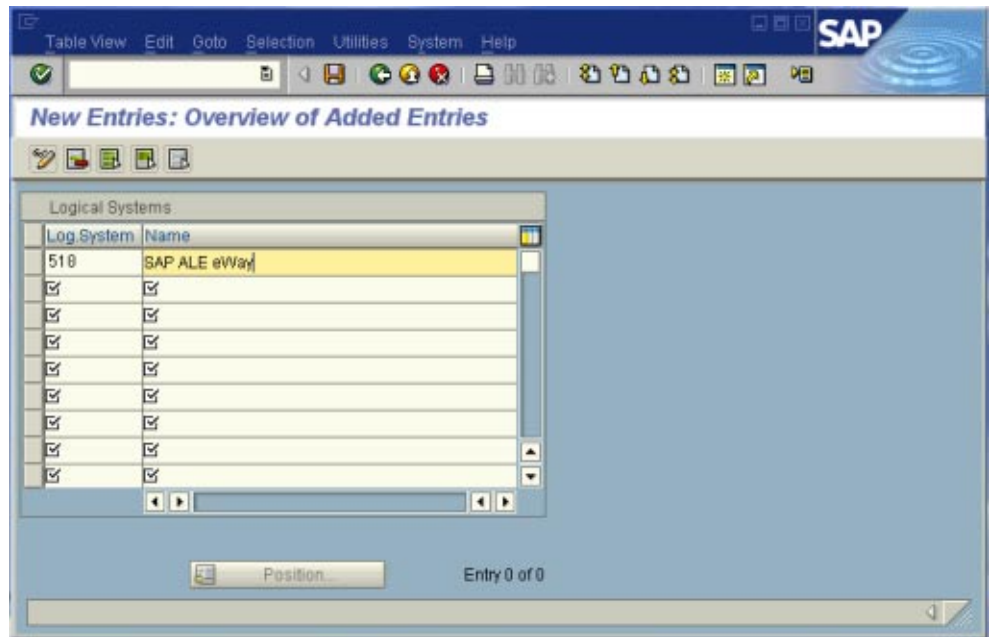 Table View Edit Goto Selection Utilities System Help
SAP
New Entries: Overview of Added Entries
Logical Systems
Log.System Name
518 SAP ALE eWay
Position...
Entry 0 of 0